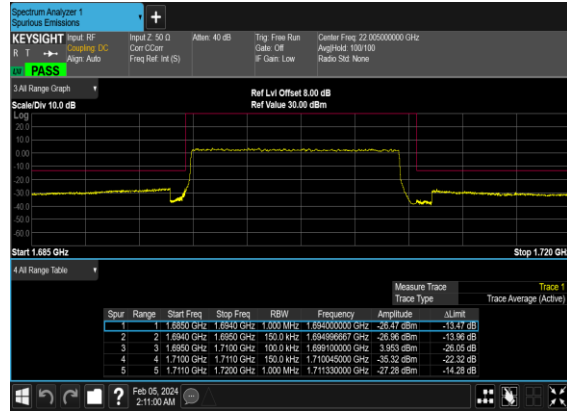 Spectrum Analyzer 1
Spurious Emissions
KEYSIGHT
R T
Input: RF
Coupling: DC
Align: Auto
Input Z: 50 Ω
Corr CCorr
Freq Ref: Int (S)
Atten: 40 dB
Trig: Free Run
Gate: Off
IF Gain: Low
Center Freq: 22.005000000 GHz
Avg|Hold: 100/100
Radio Std: None
PASS
3 All Range Graph
Ref Lvl Offset 8.00 dB
Scale/Div 10.0 dB
Ref Value 30.00 dBm
Log
20.0
10.0
0.00
-10.0
-20.0
-30.0
-40.0
-50.0
-60.0
Start 1.685 GHz
Stop 1.720 GH
4 All Range Table
Measure Trace Trace 1
Trace Type Trace Average (Active)
Spur Range Start Freq Stop Freq RBW Frequency Amplitude ΔLimit
1 1 1.6850 GHz 1.6940 GHz 1.000 MHz 1.694000000 GHz -26.47 dBm -13.47 dB
2 2 1.6940 GHz 1.6950 GHz 150.0 kHz 1.694996667 GHz -26.96 dBm -13.96 dB
3 3 1.6950 GHz 1.7100 GHz 100.0 kHz 1.699100000 GHz 3.953 dBm -26.05 dB
4 4 1.7100 GHz 1.7110 GHz 150.0 kHz 1.710045000 GHz -35.32 dBm -22.32 dB
5 5 1.7110 GHz 1.7200 GHz 1.000 MHz 1.711330000 GHz -27.28 dBm -14.28 dB
Feb 05, 2024
2:11:00 AM